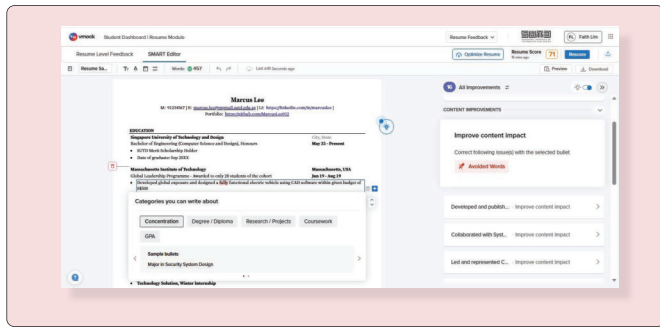 vmock Student Dashboard | Resume Module
Resume Feedback
FL Faith Lim
Resume Level Feedback SMART Editor
Optimize Resume
Resume Score
71
Rescore
Resume Sa...
Words: 457
Last edit Seconds ago
Preview
Download
Marcus Lee
Portfolio:
EDUCATION
Singapore University of Technology and Design City, State
Bachelor of Engineering (Computer Science and Design), Honours May 22 - Present
SUTD Merit Scholarship Holder
Date of graduate: Sep 20XX
Massachusetts Institute of Technology Massachusetts, USA
Global Leadership Programme - Awarded to only 28 students of the cohort Jun 19 - Aug 19
Developed global exposure and designed a fully functional electric vehicle using CAD software within given budget of
Categories you can write about
Concentration
Degree / Diploma
Research / Projects
Coursework
GPA
Sample bullets
Major in Security System Design
Technology Solution, Winter Internship
16 All Improvements
CONTENT IMPROVEMENTS
Improve content impact
Correct following issue(s) with the selected bullet
Avoided Words
Developed and publish... Improve content impact
Collaborated with Syst... Improve content impact
Led and represented C... Improve content impact